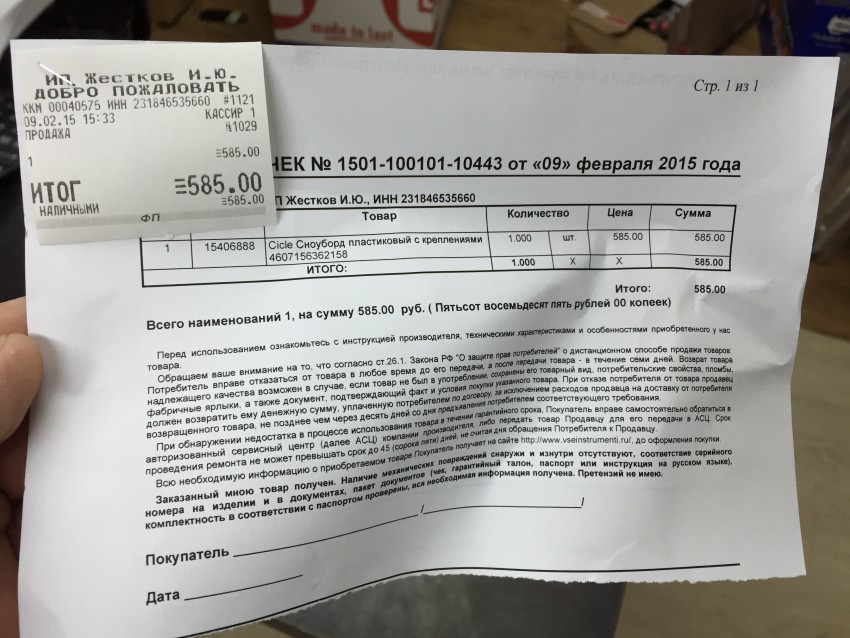 made to last
Стр. 1 из 1
ИП. Жестков И.Ю.
ДОБРО ПОЖАЛОВАТЬ
ККМ 00040575 ИНН 231846535660 #1121
09.02.15 15:33 КАССИР 1
ПРОДАЖА №1029
1 ≡585.00
ИТОГ ≡585.00
НАЛИЧНЫМИ ≡585.00
ФП
ЧЕК № 1501-100101-10443 от «09» февраля 2015 года
П Жестков И.Ю., ИНН 231846535660
Товар Количество Цена Сумма
1 15406888 Cicle Сноуборд пластиковый с креплениями 1.000 шт. 585.00 585.00
4607156362158
ИТОГО: 1.000 X X 585.00
Итого: 585.00
Всего наименований 1, на сумму 585.00 руб. ( Пятьсот восемьдесят пять рублей 00 копеек)
Перед использованием ознакомьтесь с инструкцией производителя, техническими характеристиками и особенностями приобретенного у нас
товара.
Обращаем ваше внимание на то, что согласно ст.26.1. Закона РФ "О защите прав потребителей" о дистанционном способе продажи товаров:
Потребитель вправе отказаться от товара в любое время до его передачи, а после передачи товара - в течение семи дней. Возврат товара
надлежащего качества возможен в случае, если товар не был в употреблении, сохранены его товарный вид, потребительские свойства, пломбы,
фабричные ярлыки, а также документ, подтверждающий факт и условия покупки указанного товара. При отказе потребителя от товара продавец
должен возвратить ему денежную сумму, уплаченную потребителем по договору, за исключением расходов продавца на доставку от потребителя
возвращенного товара, не позднее чем через десять дней со дня предъявления потребителем соответствующего требования.
При обнаружении недостатка в процессе использования товара в течении гарантийного срока, Покупатель вправе самостоятельно обратиться в
авторизованный сервисный центр (далее АСЦ) компании производителя, либо передать товар Продавцу для его передачи в АСЦ. Срок
проведения ремонта не может превышать срок до 45 (сорока пяти) дней, не считая дня обращения Потребителя к Продавцу.
Всю необходимую информацию о приобретаемом товаре Покупатель получает на сайте http://www.vseinstrumenti.ru/, до оформления покупки
Заказанный мною товар получен. Наличие механических повреждений снаружи и изнутри отсутствуют, соответствие серийного
номера на изделии и в документах, пакет документов (чек, гарантийный талон, паспорт или инструкция на русском языке),
комплектность в соответствии с паспортом проверены, вся необходимая информация получена. Претензий не имею.
Покупатель / /
Дата